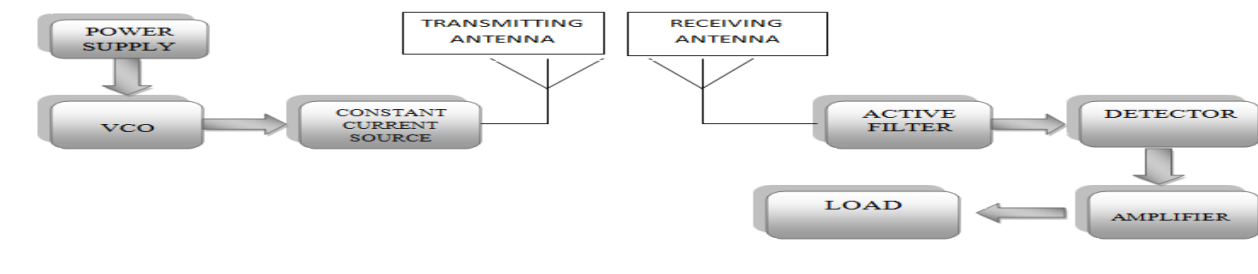 POWER
SUPPLY
VCO
CONSTANT
CURRENT
SOURCE
TRANSMITTING
ANTENNA
RECEIVING
ANTENNA
ACTIVE
FILTER
DETECTOR
AMPLIFIER
LOAD